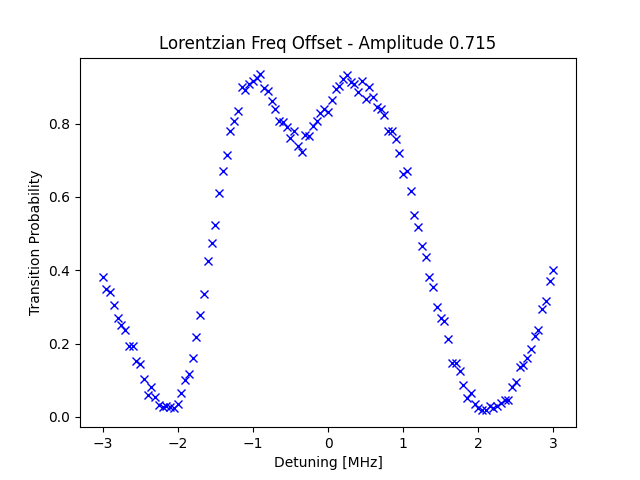 Lorentzian Freq Offset - Amplitude 0.715
Transition Probability
0.8
0.6
0.4
0.2
0.0
−3 −2 −1 0 1 2 3
Detuning [MHz]